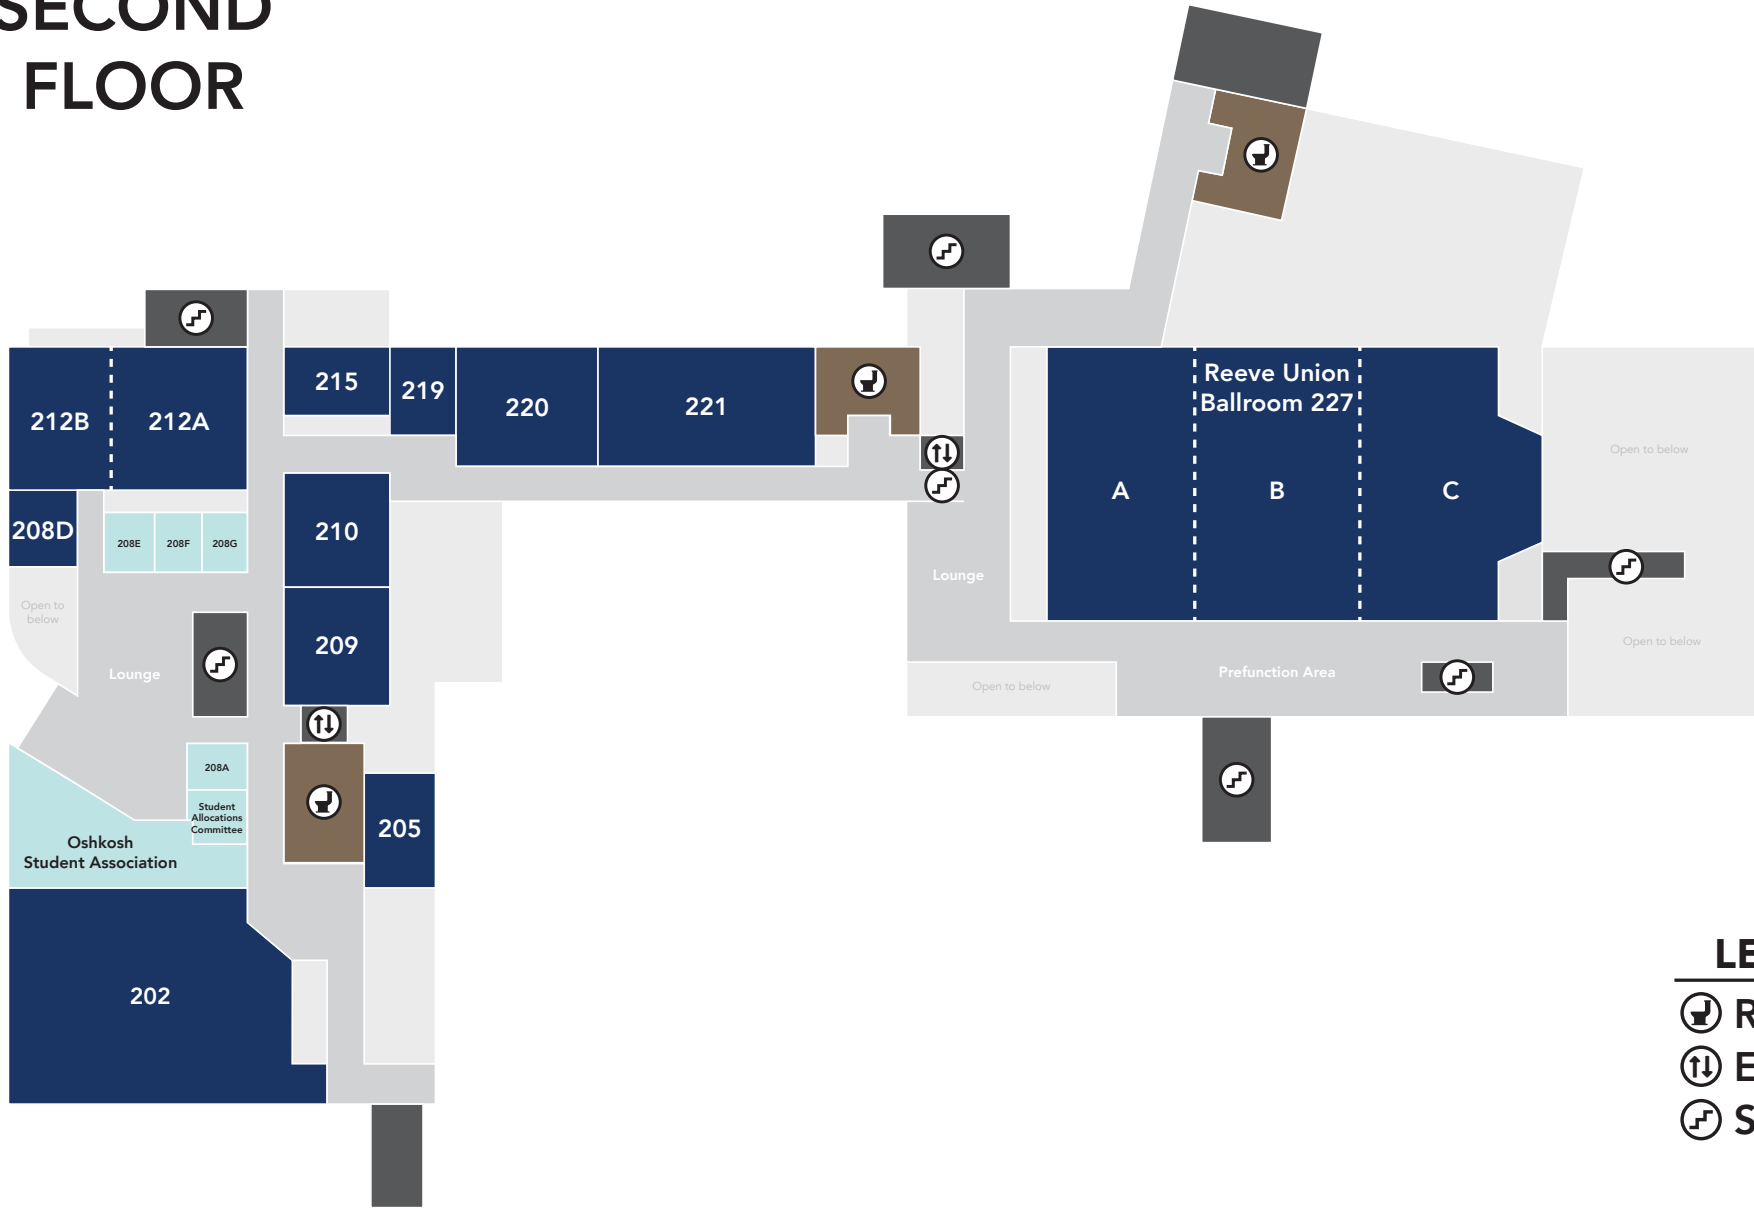 SECOND
FLOOR
212B
212A
215
219
220
221
Reeve Union
Ballroom 227
A
B
C
Open to below
208D
208E
208F
208G
210
Open to
below
209
Lounge
Lounge
Open to below
Prefunction Area
Open to below
208A
Student
Allocations
Committee
Oshkosh
Student Association
205
202
LE
R
E
S